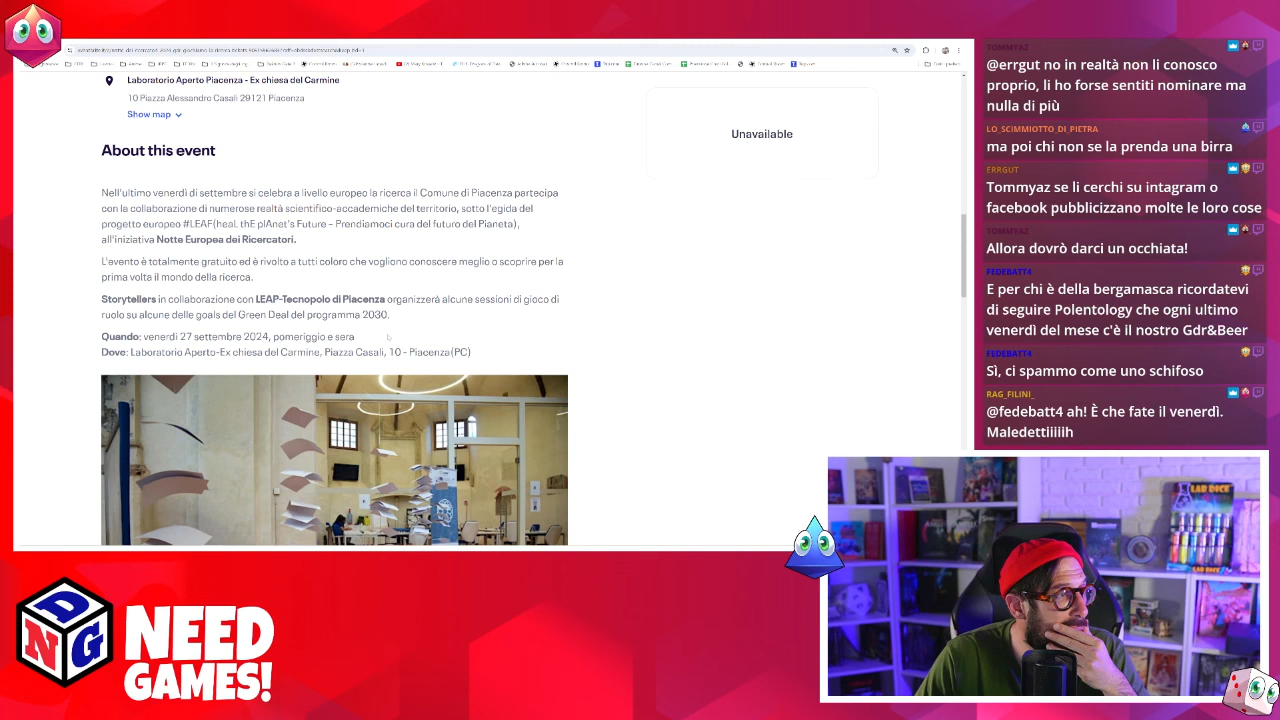 Laboratorio Aperto Piacenza - Ex chiesa del Carmine
10 Piazza Alessandro Casali 29121 Piacenza
Show map
About this event
Nell'ultimo venerdì di settembre si celebra a livello europeo la ricerca il Comune di Piacenza partecipa
con la collaborazione di numerose realtà scientifico-accademiche del territorio, sotto l'egida del
progetto europeo #LEAF(heal. thE plAnet's Future – Prendiamoci cura del futuro del Pianeta),
all'iniziativa Notte Europea dei Ricercatori.
L'evento è totalmente gratuito ed è rivolto a tutti coloro che vogliono conoscere meglio o scoprire per la
prima volta il mondo della ricerca.
Storytellers in collaborazione con LEAP-Tecnopolo di Piacenza organizzerà alcune sessioni di gioco di
ruolo su alcune delle goals del Green Deal del programma 2030.
Quando: venerdì 27 settembre 2024, pomeriggio e sera
Dove: Laboratorio Aperto-Ex chiesa del Carmine, Piazza Casali, 10 - Piacenza(PC)
Unavailable
TOMMYAZ
@errgut no in realtà non li conosco
proprio, li ho forse sentiti nominare ma
nulla di più
LO_SCIMMIOTTO_DI_PIETRA
ma poi chi non se la prenda una birra
ERRGUT
Tommyaz se li cerchi su intagram o
facebook pubblicizzano molte le loro cose
TOMMYAZ
Allora dovrò darci un occhiata!
FEDEBATT4
E per chi è della bergamasca ricordatevi
di seguire Polentology che ogni ultimo
venerdì del mese c'è il nostro Gdr&Beer
FEDEBATT4
Sì, ci spammo come uno schifoso
RAG_FILINI_
@fedebatt4 ah! È che fate il venerdì.
Maledettiiiiih
LAB DICE
D
N G
NEED
GAMES!